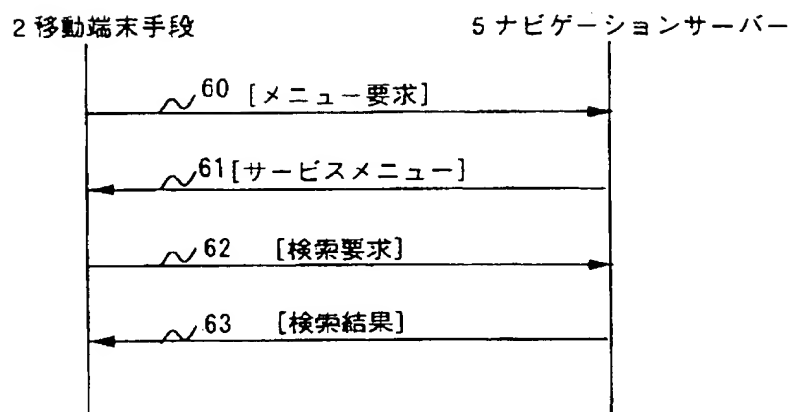 2 移動端末手段
5 ナビゲーションサーバー
60 [メニュー要求]
61 [サービスメニュー]
62 [検索要求]
63 [検索結果]